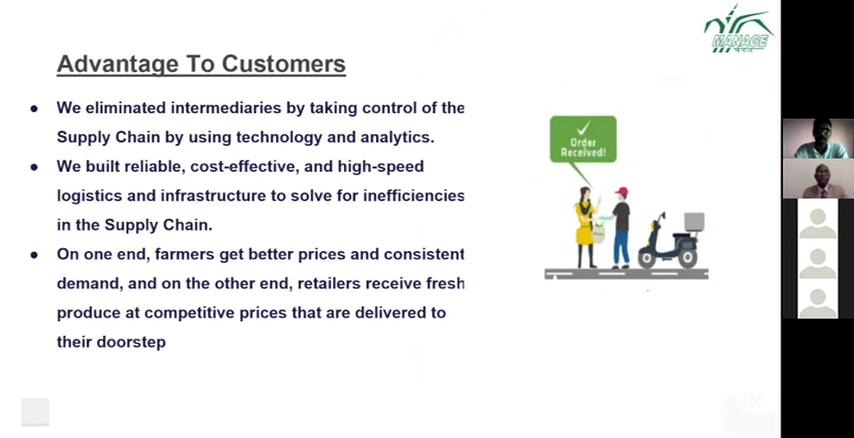 MANAGE
मैनेज
Advantage To Customers
● We eliminated intermediaries by taking control of the
Supply Chain by using technology and analytics.
● We built reliable, cost-effective, and high-speed
logistics and infrastructure to solve for inefficiencies
in the Supply Chain.
● On one end, farmers get better prices and consistent
demand, and on the other end, retailers receive fresh
produce at competitive prices that are delivered to
their doorstep
Order
Received!